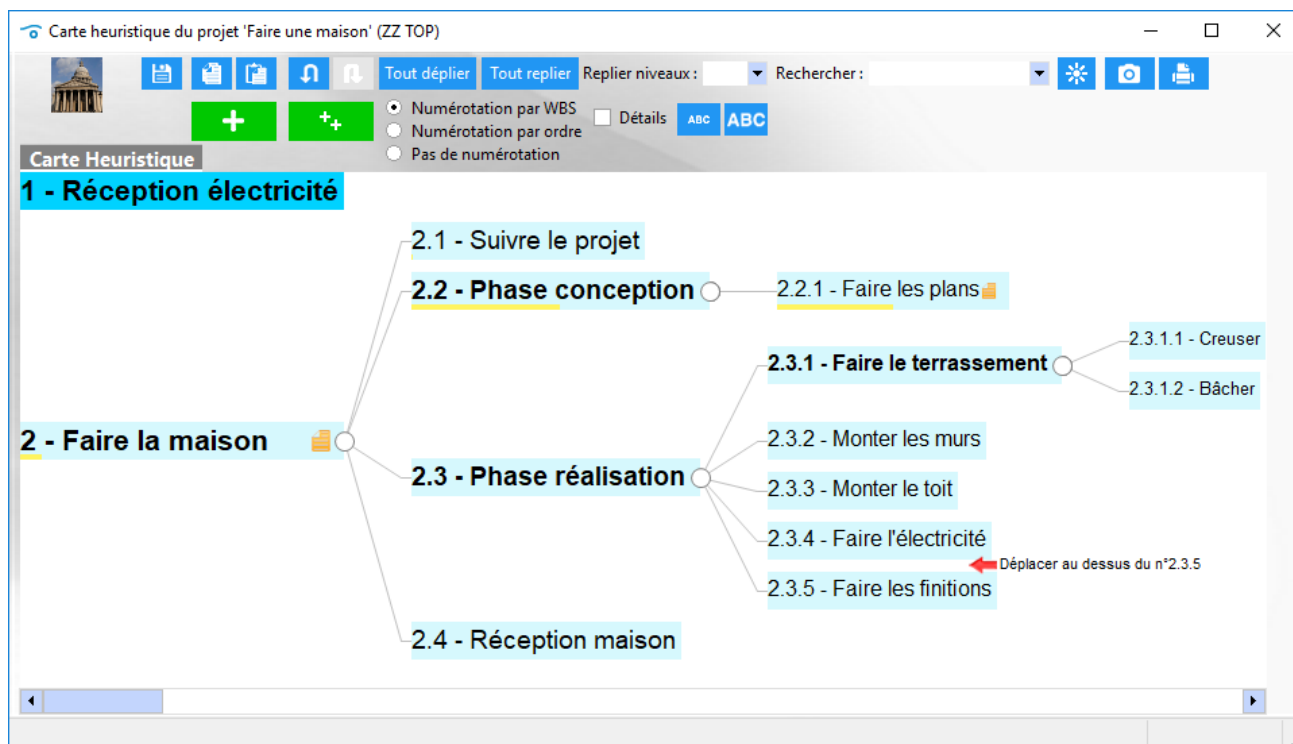 Carte heuristique du projet 'Faire une maison' (ZZ TOP)
Tout déplier Tout replier Replier niveaux : Rechercher :
Numérotation par WBS
Numérotation par ordre
Pas de numérotation
Détails ABC ABC
Carte Heuristique
1 - Réception électricité
2.1 - Suivre le projet
2.2 - Phase conception
2.2.1 - Faire les plans
2.3.1 - Faire le terrassement
2.3.1.1 - Creuser
2.3.1.2 - Bâcher
2 - Faire la maison
2.3 - Phase réalisation
2.3.2 - Monter les murs
2.3.3 - Monter le toit
2.3.4 - Faire l'électricité
Déplacer au dessus du n°2.3.5
2.3.5 - Faire les finitions
2.4 - Réception maison